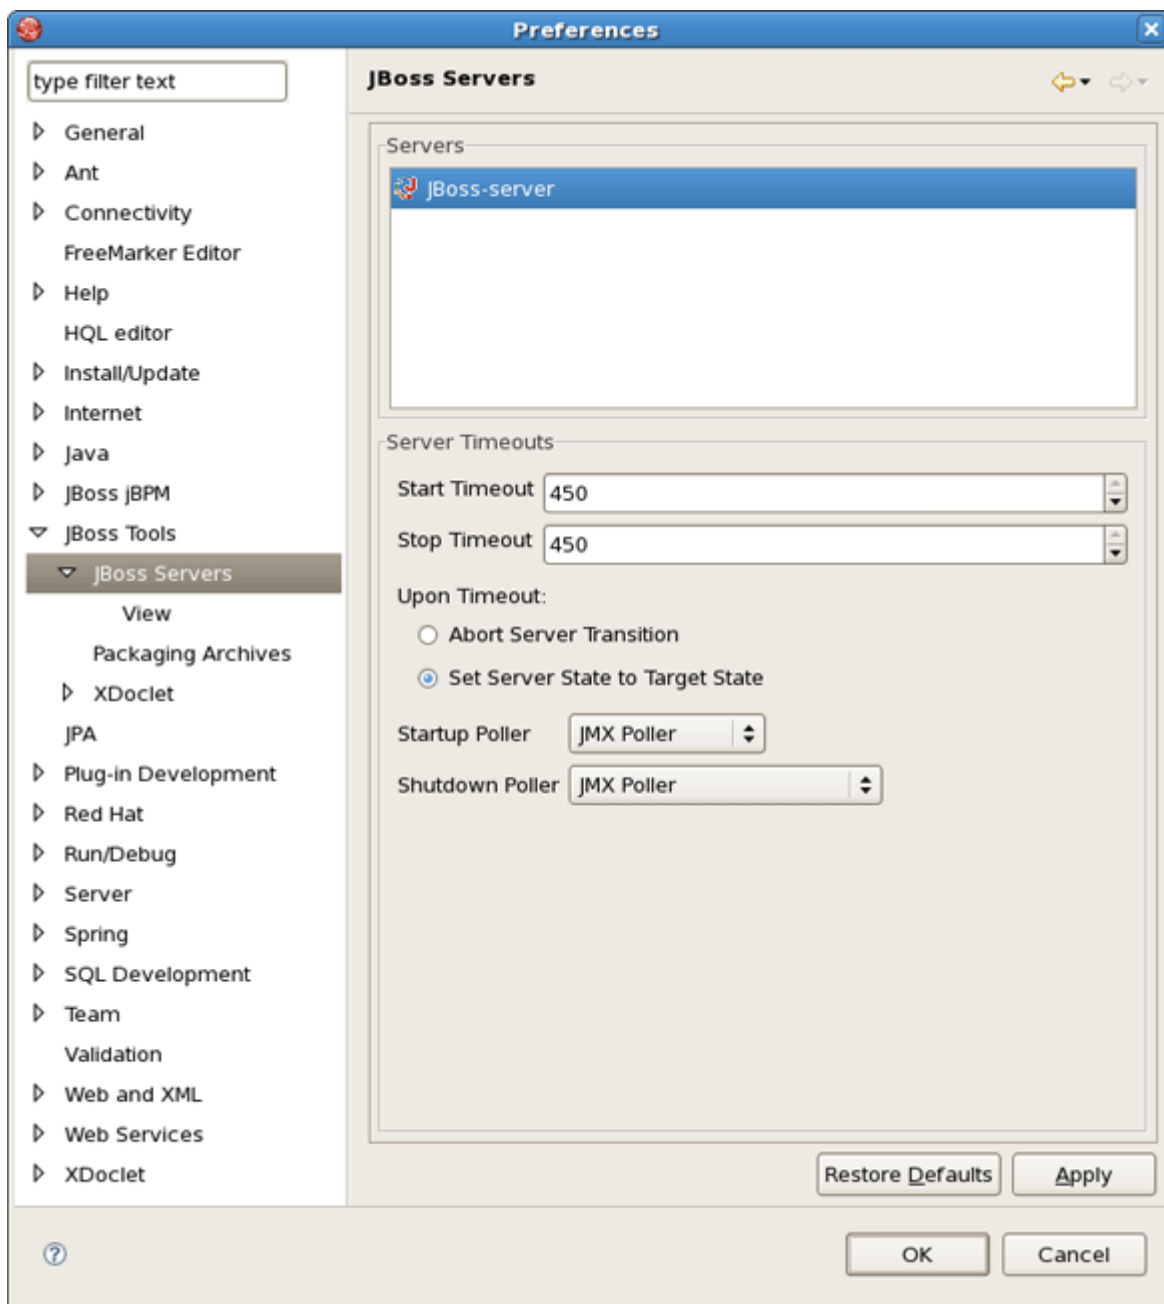 Preferences
type filter text
General
Ant
Connectivity
FreeMarker Editor
Help
HQL editor
Install/Update
Internet
Java
JBoss jBPM
JBoss Tools
JBoss Servers
View
Packaging Archives
XDoclet
JPA
Plug-in Development
Red Hat
Run/Debug
Server
Spring
SQL Development
Team
Validation
Web and XML
Web Services
XDoclet
JBoss Servers
Servers
JBoss-server
Server Timeouts
Start Timeout 450
Stop Timeout 450
Upon Timeout:
Abort Server Transition
Set Server State to Target State
Startup Poller JMX Poller
Shutdown Poller JMX Poller
Restore Defaults Apply
OK Cancel